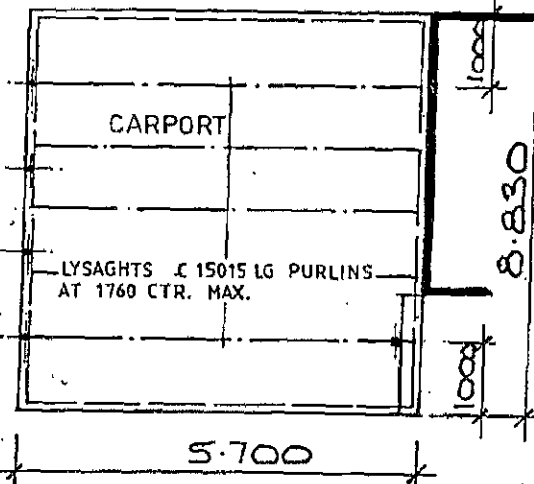 1000
CARPORT
8.830
LYSAGHTS C 15015 LG PURLINS
AT 1760 CTR. MAX.
1000
5.700